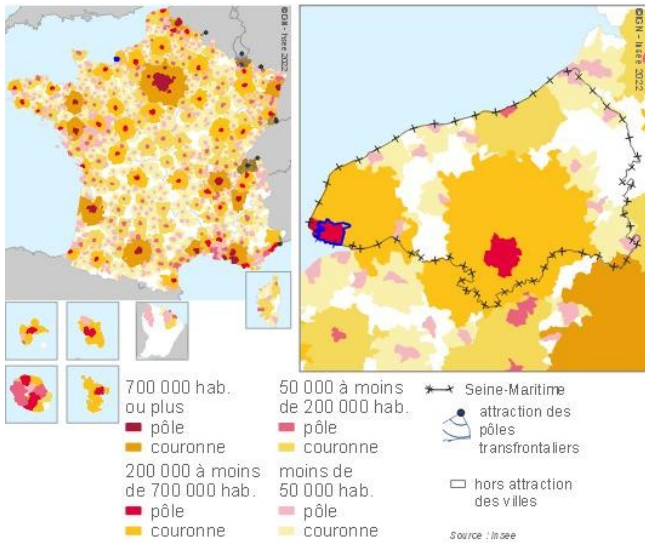 ©IGN - Insee 2022
©IGN - Insee 2022
700 000 hab.
ou plus
pôle
couronne
200 000 à moins
de 700 000 hab.
pôle
couronne
50 000 à moins
de 200 000 hab.
pôle
couronne
moins de
50 000 hab.
pôle
couronne
Seine-Maritime
attraction des
pôles
transfrontaliers
hors attraction
des villes
Source : Insee